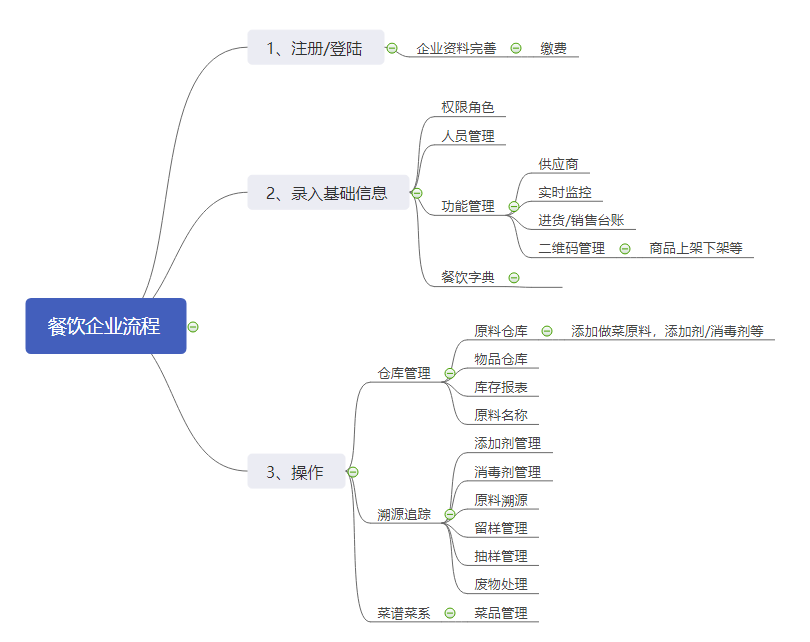 餐饮企业流程
1、注册/登陆
企业资料完善
缴费
2、录入基础信息
权限角色
人员管理
功能管理
供应商
实时监控
进货/销售台账
二维码管理
商品上架下架等
餐饮字典
3、操作
仓库管理
原料仓库
添加做菜原料，添加剂/消毒剂等
物品仓库
库存报表
原料名称
溯源追踪
添加剂管理
消毒剂管理
原料溯源
留样管理
抽样管理
废物处理
菜谱菜系
菜品管理